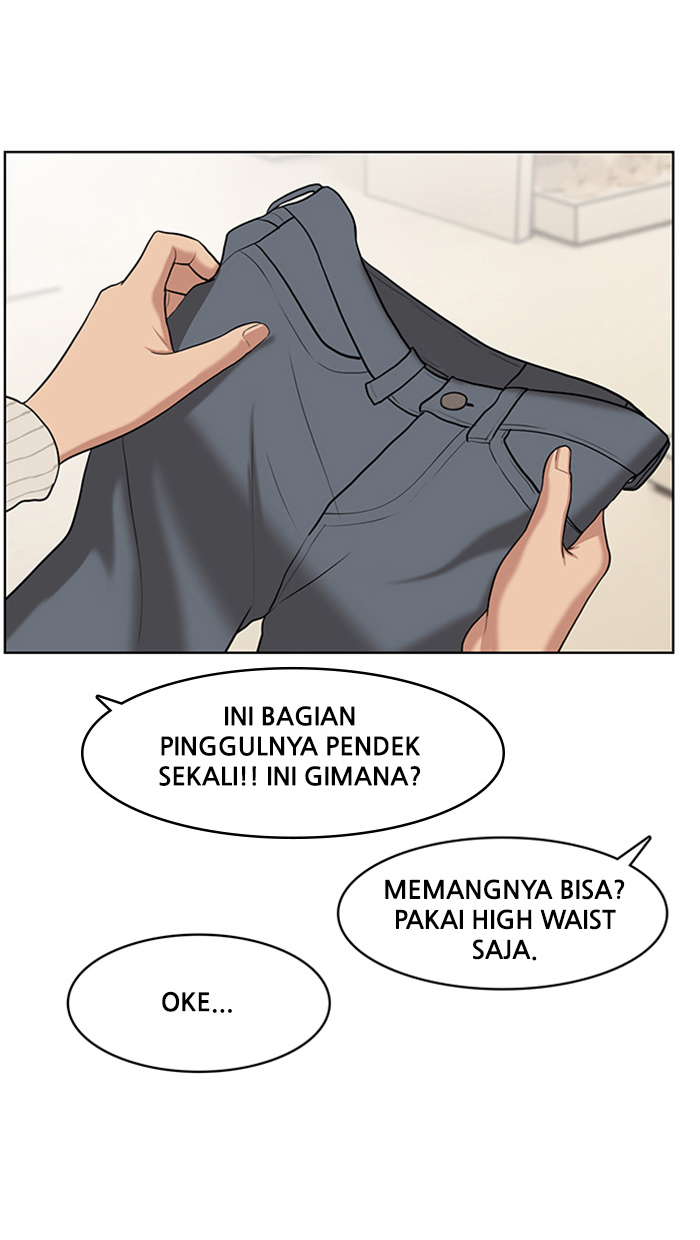 INI BAGIAN
PINGGULNYA PENDEK
SEKALI!! INI GIMANA?
MEMANGNYA BISA?
PAKAI HIGH WAIST
SAJA.
OKE...